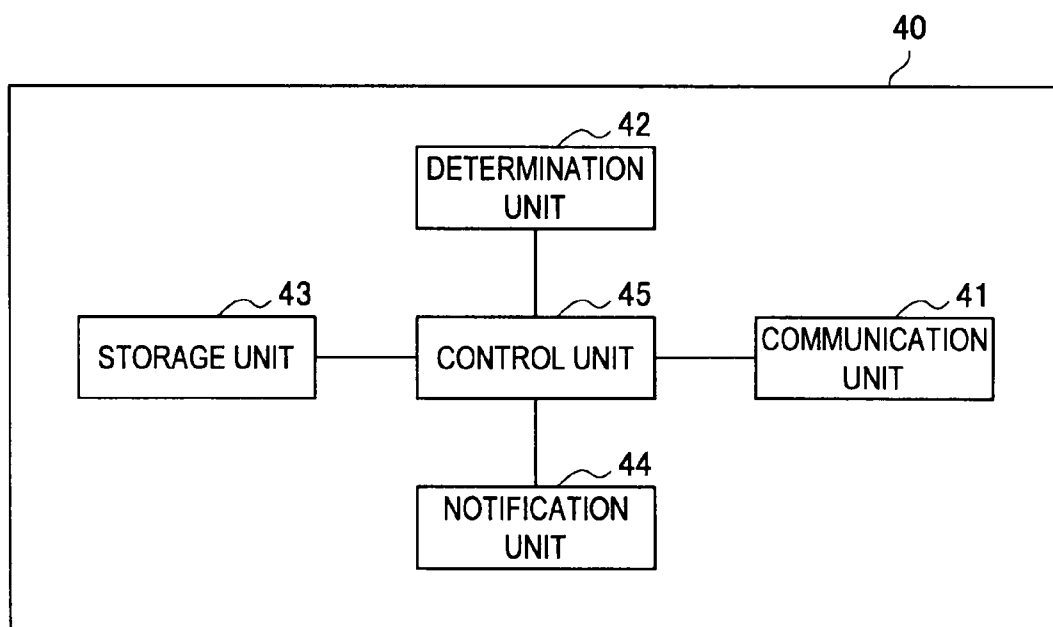 40
42
DETERMINATION
UNIT
43
STORAGE UNIT
45
CONTROL UNIT
41
COMMUNICATION
UNIT
44
NOTIFICATION
UNIT